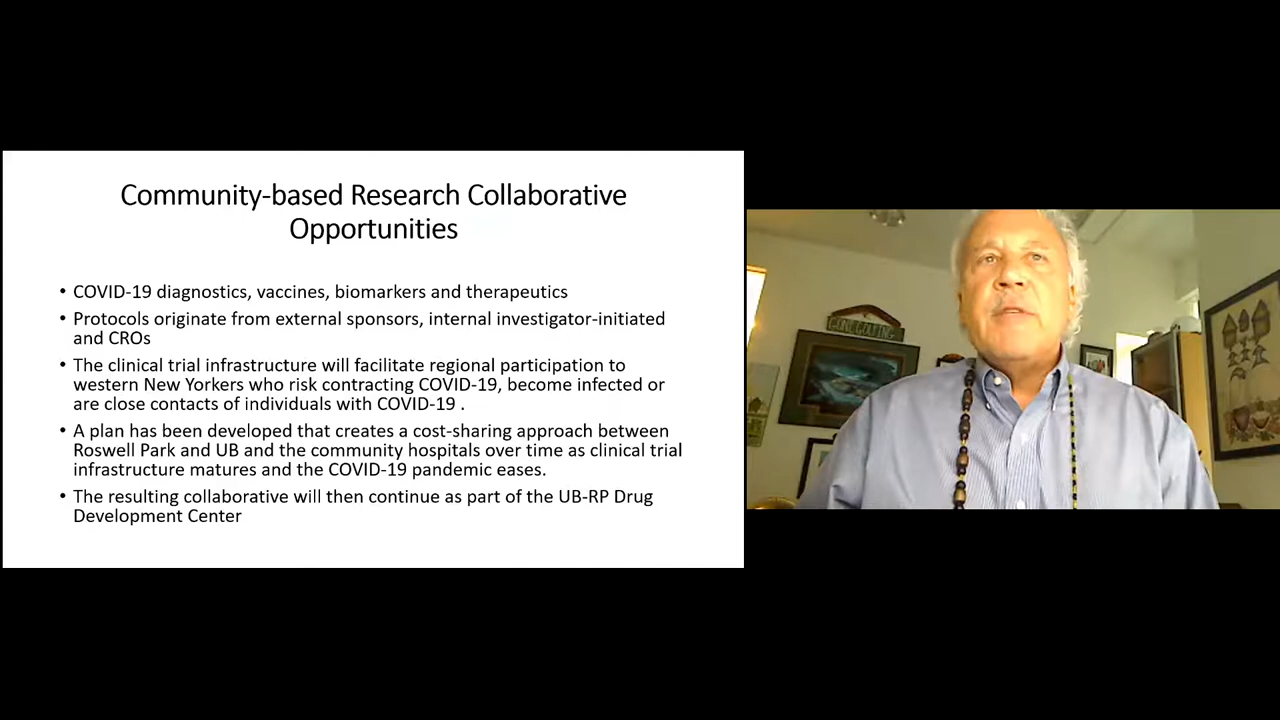 Community-based Research Collaborative
Opportunities
• COVID-19 diagnostics, vaccines, biomarkers and therapeutics
• Protocols originate from external sponsors, internal investigator-initiated
and CROs
• The clinical trial infrastructure will facilitate regional participation to
western New Yorkers who risk contracting COVID-19, become infected or
are close contacts of individuals with COVID-19 .
• A plan has been developed that creates a cost-sharing approach between
Roswell Park and UB and the community hospitals over time as clinical trial
infrastructure matures and the COVID-19 pandemic eases.
• The resulting collaborative will then continue as part of the UB-RP Drug
Development Center
GONE GOLFING